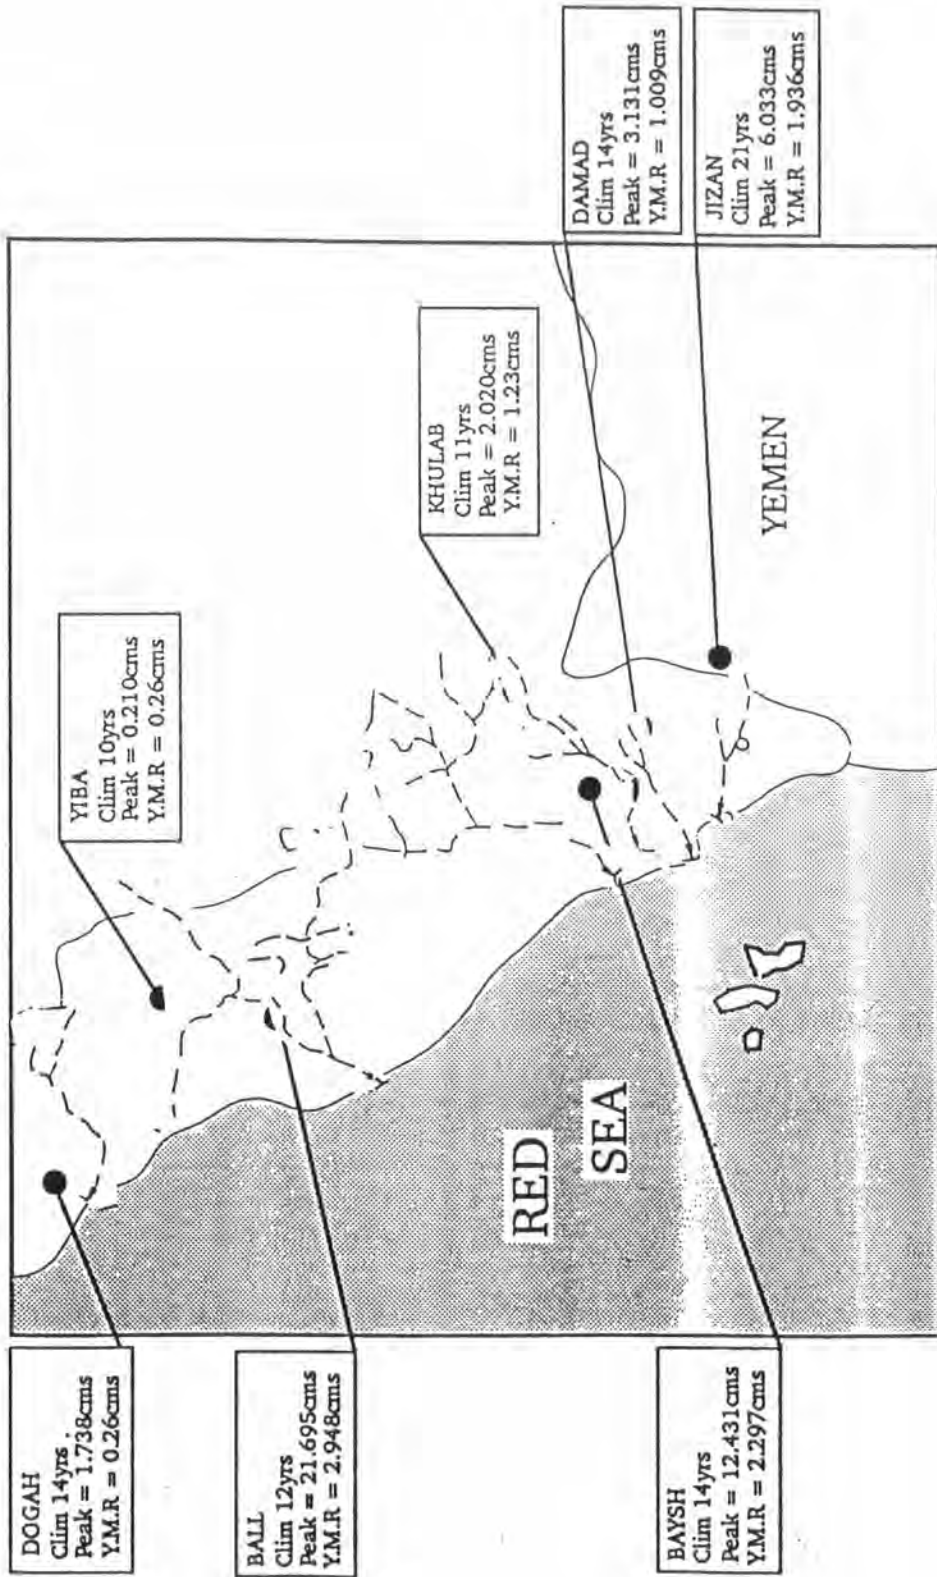 DOGAH
Clim 14yrs .
Peak = 1.738cms
Y.M.R = 0.26cms
YIBA
Clim 10yrs
Peak = 0.210cms
Y.M.R = 0.26cms
BALL
Clim 12yrs
Peak = 21.695cms
Y.M.R = 2.948cms
KHULAB
Clim 11yrs
Peak = 2.020cms
Y.M.R = 1.23cms
DAMAD
Clim 14yrs
Peak = 3.131cms
Y.M.R = 1.009cms
JIZAN
Clim 21yrs
Peak = 6.033cms
Y.M.R = 1.936cms
BAYSH
Clim 14yrs
Peak = 12.431cms
Y.M.R = 2.297cms
RED
SEA
YEMEN